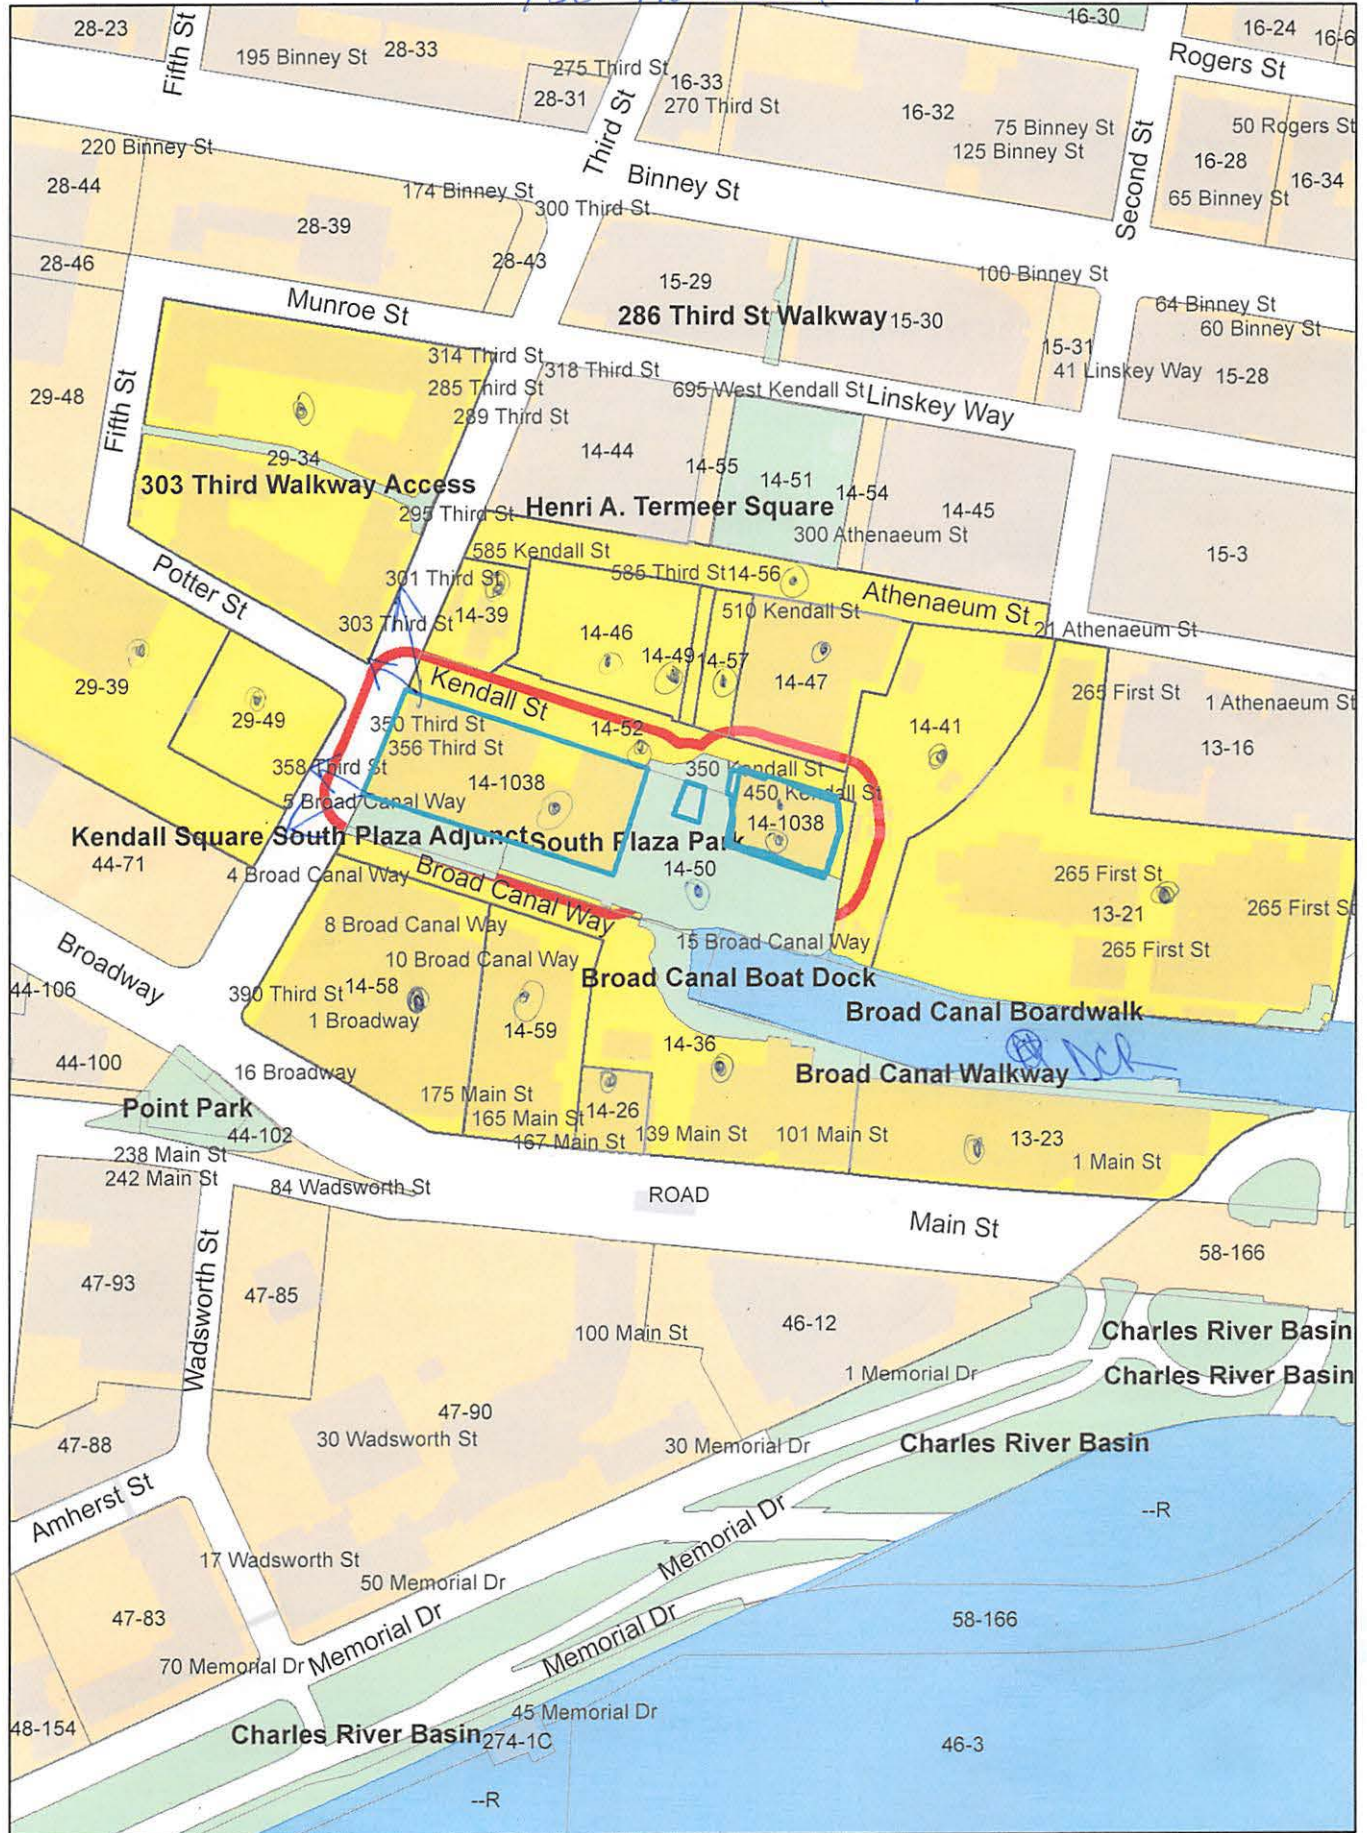 16-30
28-23
Fifth St
195 Binney St
28-33
275 Third St
16-33
28-31
270 Third St
Third St
16-32
75 Binney St
125 Binney St
Second St
16-24
16-6
Rogers St
50 Rogers St
16-28
16-34
65 Binney St
220 Binney St
28-44
174 Binney St
Binney St
300 Third St
28-39
28-43
28-46
15-29
100 Binney St
64 Binney St
60 Binney St
Munroe St
286 Third St Walkway
15-30
15-31
41 Linskey Way
15-28
314 Third St
318 Third St
285 Third St
695 West Kendall St
Linskey Way
289 Third St
29-48
Fifth St
14-44
14-55
14-51
14-54
14-45
29-34
303 Third Walkway Access
295 Third St
Henri A. Termeer Square
300 Athenaeum St
15-3
585 Kendall St
301 Third St
585 Third St
14-56
Potter St
303 Third St
14-39
510 Kendall St
Athenaeum St
21 Athenaeum St
14-46
14-49
14-57
14-47
29-39
29-49
Kendall St
265 First St
1 Athenaeum St
350 Third St
14-52
14-41
13-16
356 Third St
358 Third St
14-1038
350 Kendall St
450 Kendall St
5 Broad Canal Way
14-1038
Kendall Square South Plaza Adjunct
South Plaza Park
44-71
4 Broad Canal Way
Broad Canal Way
14-50
265 First St
13-21
265 First St
8 Broad Canal Way
15 Broad Canal Way
265 First St
Broadway
10 Broad Canal Way
Broad Canal Boat Dock
44-106
390 Third St
14-58
Broad Canal Boardwalk
1 Broadway
14-59
14-36
DCR
44-100
16 Broadway
Broad Canal Walkway
Point Park
175 Main St
14-26
165 Main St
44-102
167 Main St
139 Main St
101 Main St
13-23
238 Main St
1 Main St
242 Main St
84 Wadsworth St
ROAD
Main St
58-166
47-93
Wadsworth St
47-85
100 Main St
46-12
Charles River Basin
1 Memorial Dr
Charles River Basin
47-90
47-88
30 Wadsworth St
30 Memorial Dr
Charles River Basin
Amherst St
--R
Memorial Dr
17 Wadsworth St
50 Memorial Dr
47-83
Memorial Dr
Memorial Dr
58-166
70 Memorial Dr
48-154
45 Memorial Dr
Charles River Basin
274-1C
46-3
--R